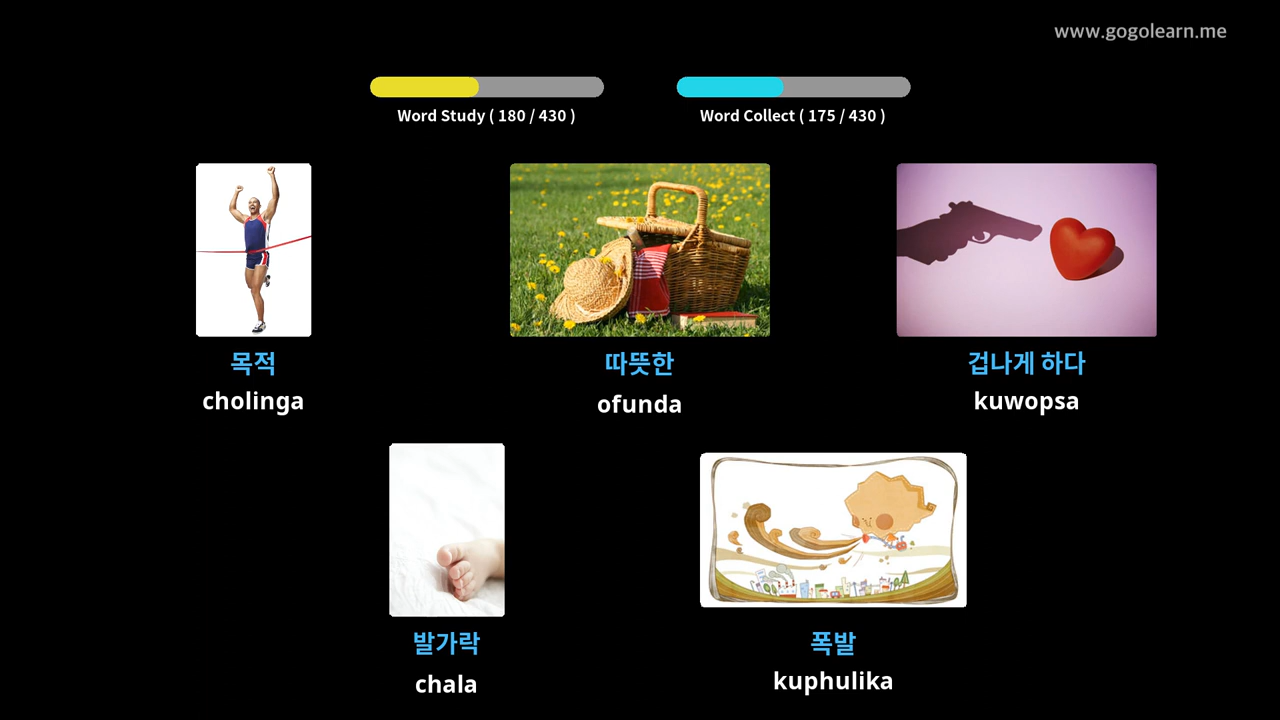 www.gogolearn.me
Word Study ( 180 / 430 )
Word Collect ( 175 / 430 )
목적
cholinga
따뜻한
ofunda
겁나게 하다
kuwopsa
발가락
chala
폭발
kuphulika